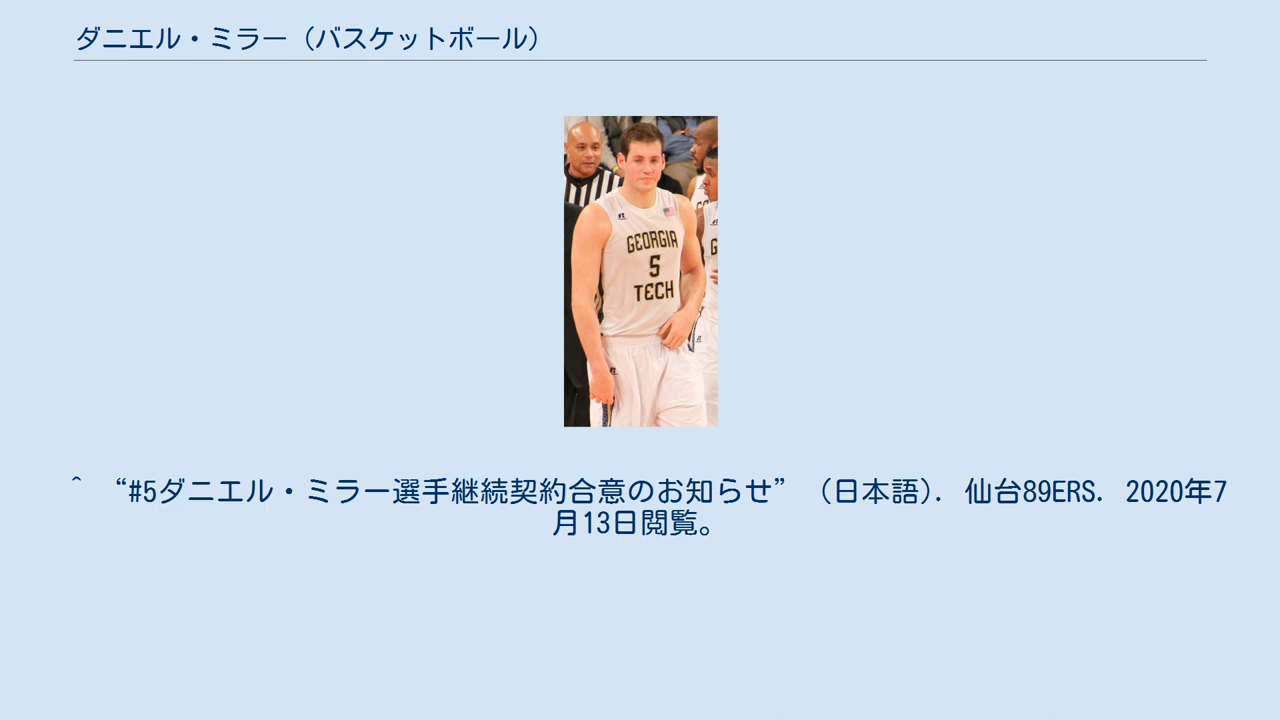 ダニエル・ミラー（バスケットボール）
GEORGIA
5
TECH
^ “#5ダニエル・ミラー選手継続契約合意のお知らせ” （日本語）. 仙台89ERS. 2020年7
月13日閲覧。